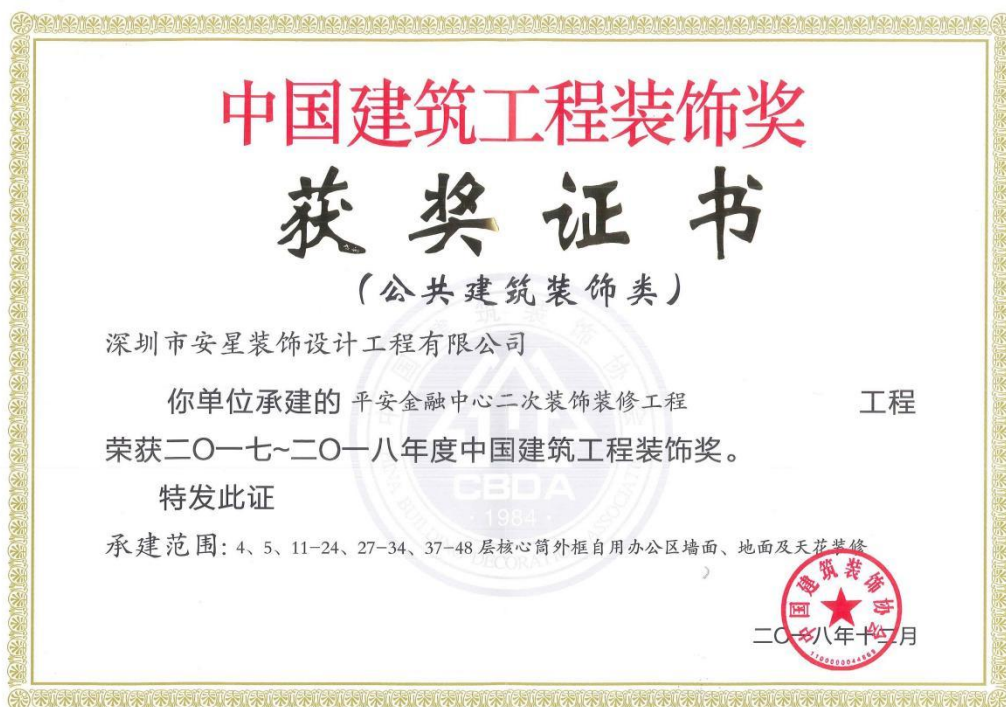 中国建筑工程装饰奖
获奖证书
(公共建筑装饰类)
深圳市安星装饰设计工程有限公司
你单位承建的 平安金融中心二次装饰装修工程 工程
荣获二〇一七~二〇一八年度中国建筑工程装饰奖。
特发此证
承建范围: 4、5、11-24、27-34、37-48 层核心筒外框自用办公区墙面、地面及天花装修
二〇一八年十二月
中国建筑装饰协会
CBDA
·1984·